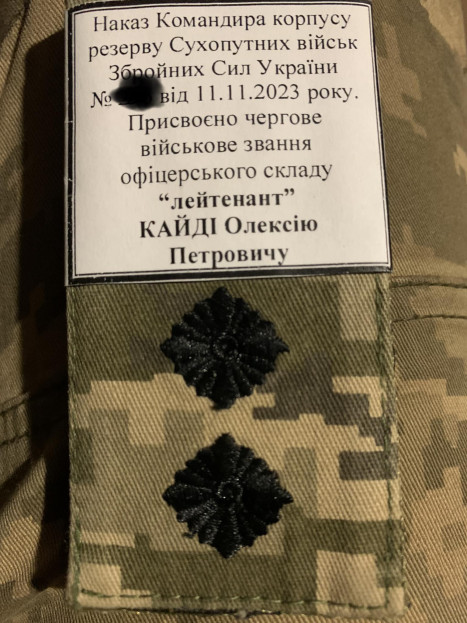 Наказ Командира корпусу
резерву Сухопутних військ
Збройних Сил України
№ від 11.11.2023 року.
Присвоєно чергове
військове звання
офіцерського складу
“лейтенант”
КАЙДІ Олексію
Петровичу